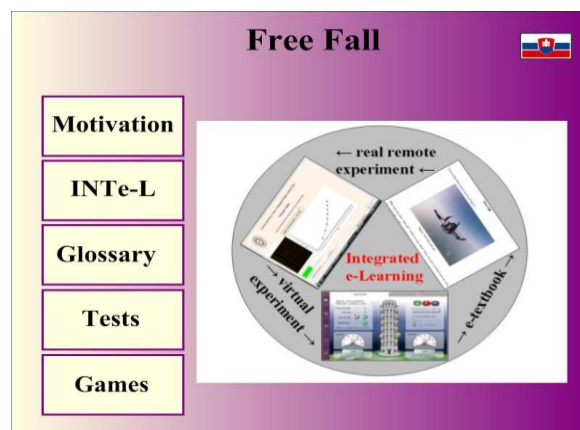 Free Fall
Motivation
INTe-L
Glossary
Tests
Games
← real remote
experiment ←
Integrated
e-Learning
→ virtual
experiment →
→ e-textbook →